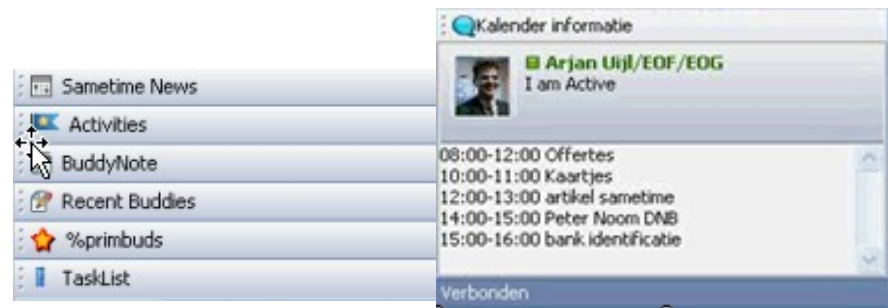 Sametime News
Activities
BuddyNote
Recent Buddies
%primbuds
TaskList
Kalender informatie
Arjan Uijl/EOF/EOG
I am Active
08:00-12:00 Offertes
10:00-11:00 Kaartjes
12:00-13:00 artikel sametime
14:00-15:00 Peter Noom DNB
15:00-16:00 bank identificatie
Verbonden